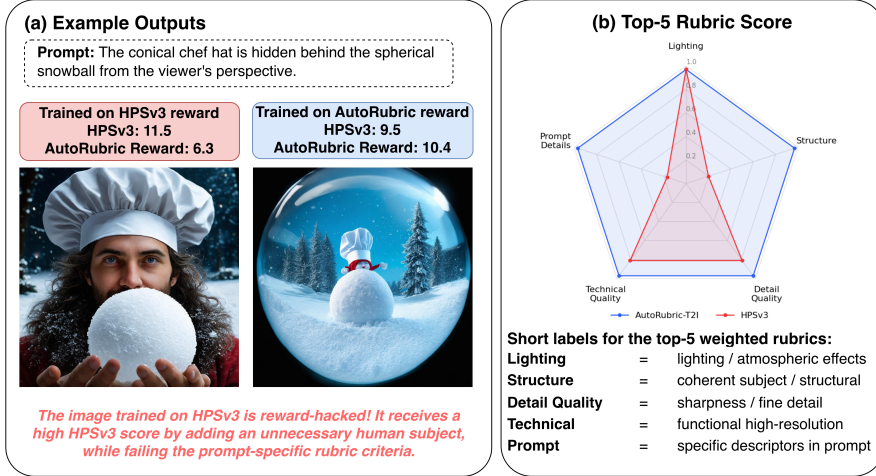 (a) Example Outputs
Prompt: The conical chef hat is hidden behind the spherical
snowball from the viewer's perspective.
Trained on HPSv3 reward
HPSv3: 11.5
AutoRubric Reward: 6.3
Trained on AutoRubric reward
HPSv3: 9.5
AutoRubric Reward: 10.4
The image trained on HPSv3 is reward-hacked! It receives a
high HPSv3 score by adding an unnecessary human subject,
while failing the prompt-specific rubric criteria.
(b) Top-5 Rubric Score
Lighting
1.0
0.8
0.6
0.4
0.2
Prompt
Details
Structure
Technical
Quality
Detail
Quality
AutoRubric-T2I
HPSv3
Short labels for the top-5 weighted rubrics:
Lighting = lighting / atmospheric effects
Structure = coherent subject / structural
Detail Quality = sharpness / fine detail
Technical = functional high-resolution
Prompt = specific descriptors in prompt